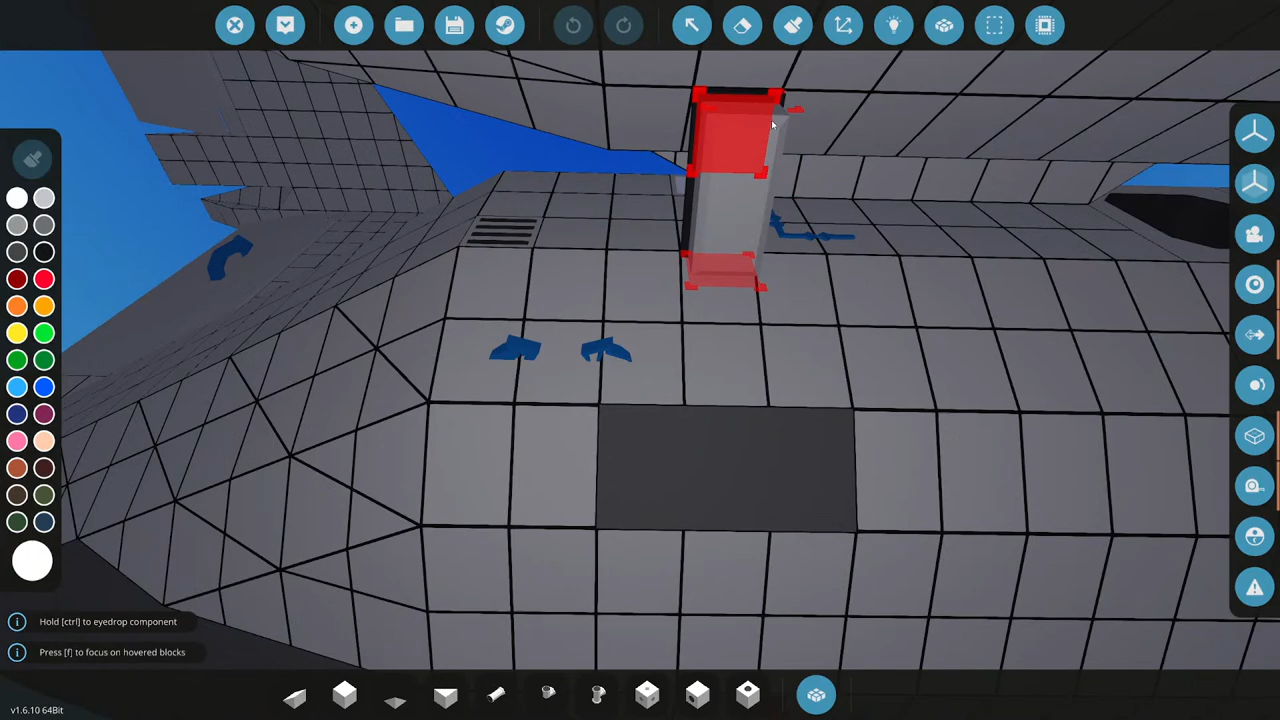 Hold [ctrl] to eyedrop component
Press [f] to focus on hovered blocks
v1.6.10 64Bit